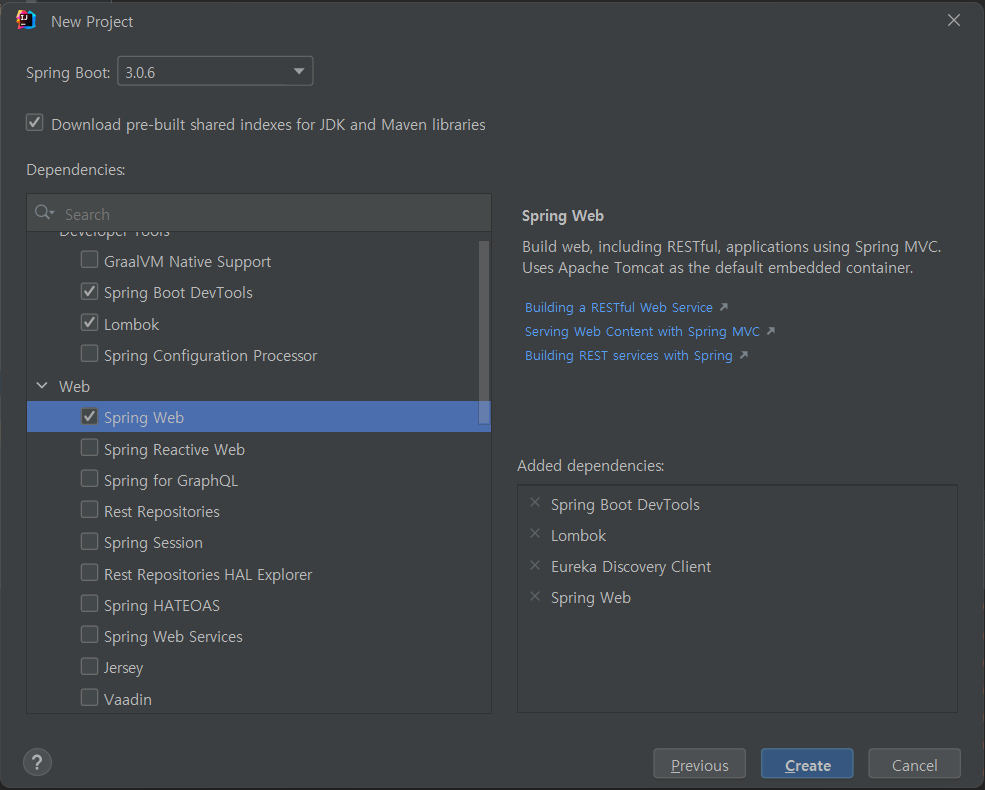 New Project
Spring Boot: 3.0.6
Download pre-built shared indexes for JDK and Maven libraries
Dependencies:
Search
Developer Tools
GraalVM Native Support
Spring Boot DevTools
Lombok
Spring Configuration Processor
Web
Spring Web
Spring Reactive Web
Spring for GraphQL
Rest Repositories
Spring Session
Rest Repositories HAL Explorer
Spring HATEOAS
Spring Web Services
Jersey
Vaadin
Spring Web
Build web, including RESTful, applications using Spring MVC.
Uses Apache Tomcat as the default embedded container.
Building a RESTful Web Service
Serving Web Content with Spring MVC
Building REST services with Spring
Added dependencies:
Spring Boot DevTools
Lombok
Eureka Discovery Client
Spring Web
?
Previous
Create
Cancel